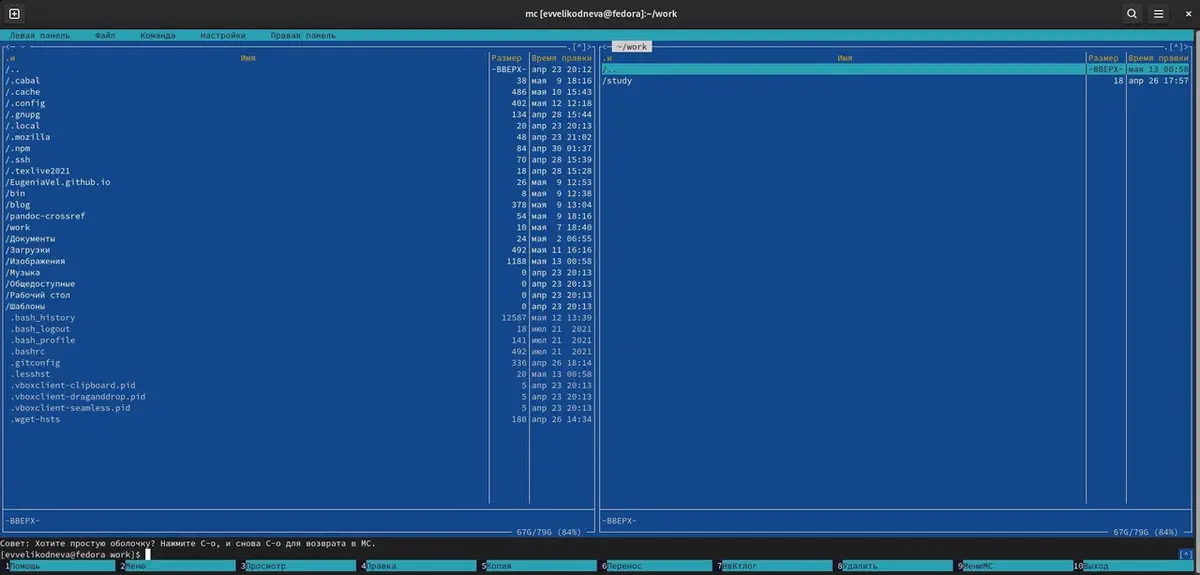 mc [evvelikodneva@fedora]:~/work
Левая панель Файл Команда Настройки Правая панель
<— ~ .[^]>
.и Имя Размер Время правки
/.. -ВВЕРХ- апр 23 20:12
/.cabal 38 мая 9 18:16
/.cache 486 мая 10 15:43
/.config 402 мая 12 12:18
/.gnupg 134 апр 28 15:44
/.local 20 апр 23 20:13
/.mozilla 48 апр 23 21:02
/.npm 84 апр 30 01:37
/.ssh 70 апр 28 15:39
/.texlive2021 18 апр 28 15:28
/EugeniaVel.github.io 26 мая 9 12:53
/bin 8 мая 9 12:38
/blog 378 мая 9 13:04
/pandoc-crossref 54 мая 9 18:16
/work 10 мая 7 18:40
/Документы 24 мая 2 06:55
/Загрузки 492 мая 11 16:16
/Изображения 1188 мая 13 00:58
/Музыка 0 апр 23 20:13
/Общедоступные 0 апр 23 20:13
/Рабочий стол 0 апр 23 20:13
/Шаблоны 0 апр 23 20:13
.bash_history 12587 мая 12 13:39
.bash_logout 18 июл 21 2021
.bash_profile 141 июл 21 2021
.bashrc 492 июл 21 2021
.gitconfig 336 апр 26 18:14
.lesshst 20 мая 13 00:58
.vboxclient-clipboard.pid 5 апр 23 20:13
.vboxclient-draganddrop.pid 5 апр 23 20:13
.vboxclient-seamless.pid 5 апр 23 20:13
.wget-hsts 180 апр 26 14:34
-ВВЕРХ-
67G/79G (84%)
<— ~/work .[^]>
.и Имя Размер Время правки
/.. -ВВЕРХ- мая 13 00:58
/study 18 апр 26 17:57
-ВВЕРХ-
67G/79G (84%)
Совет: Хотите простую оболочку? Нажмите C-o, и снова C-o для возврата в MC.
[evvelikodneva@fedora work]$ [^]
1Помощь 2Меню 3Просмотр 4Правка 5Копия 6Перенос 7НвКтлог 8Удалить 9МенюMC 10Выход